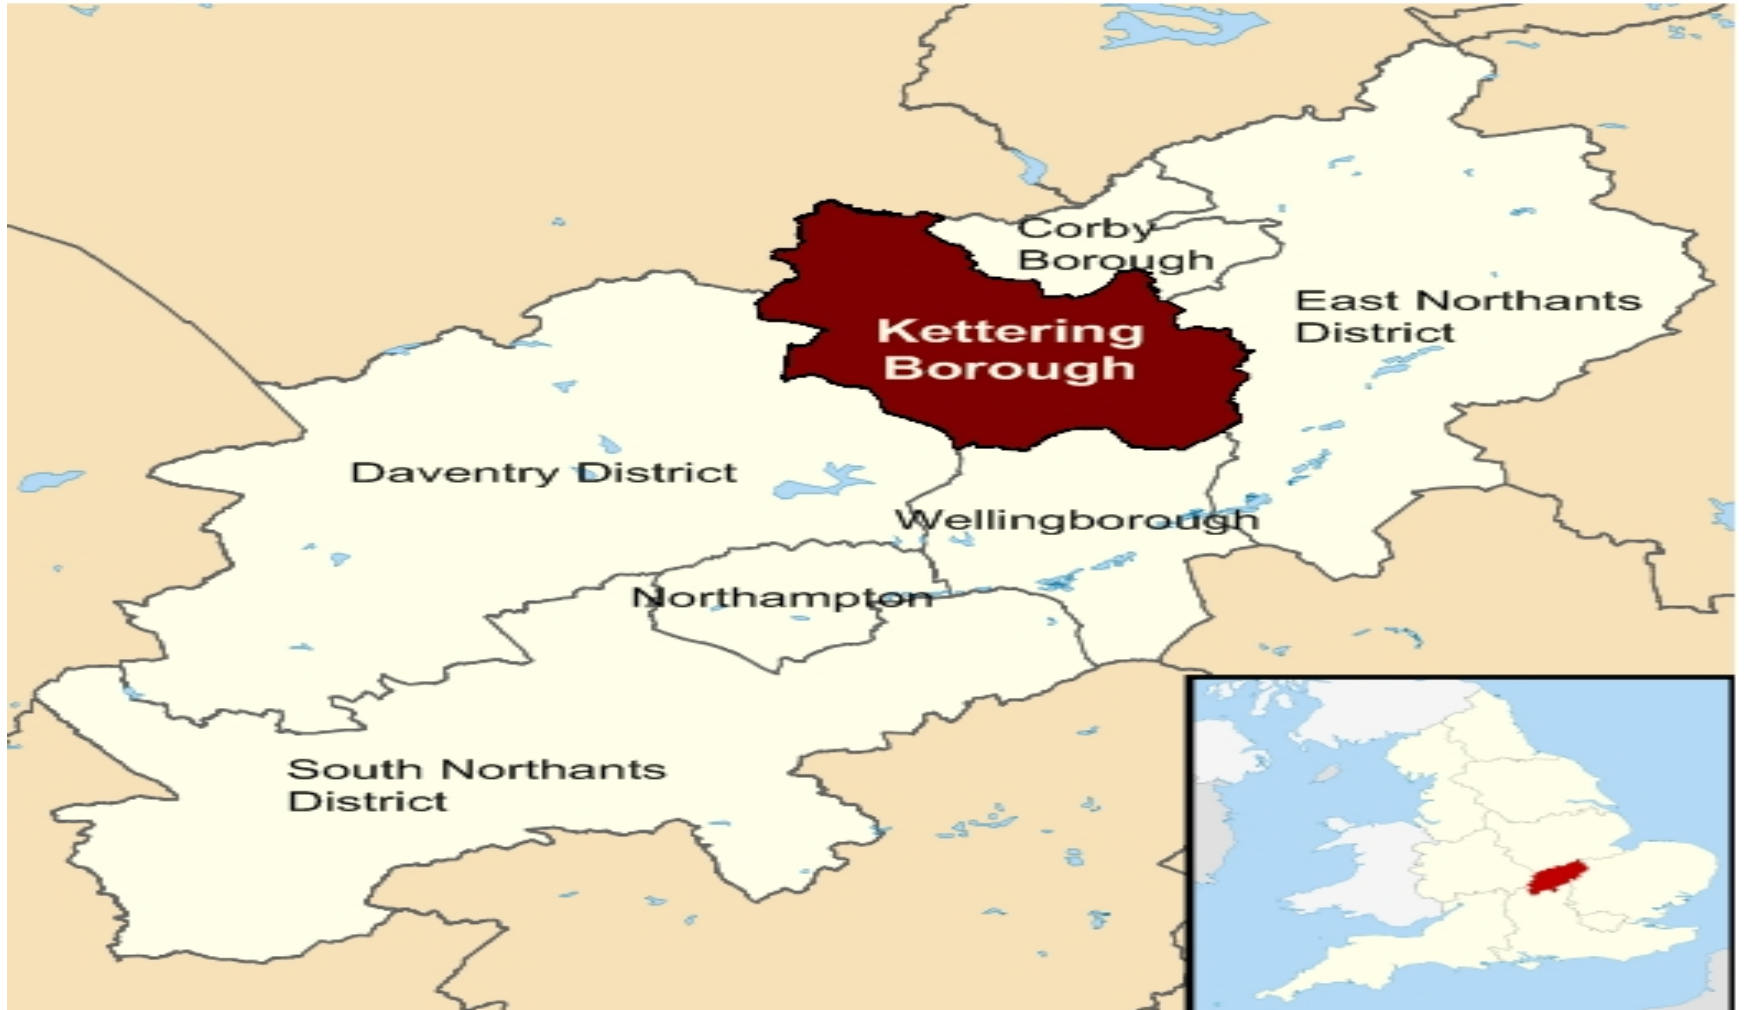 Corby
Borough
East Northants
District
Kettering
Borough
Daventry District
Wellingborough
Northampton
South Northants
District